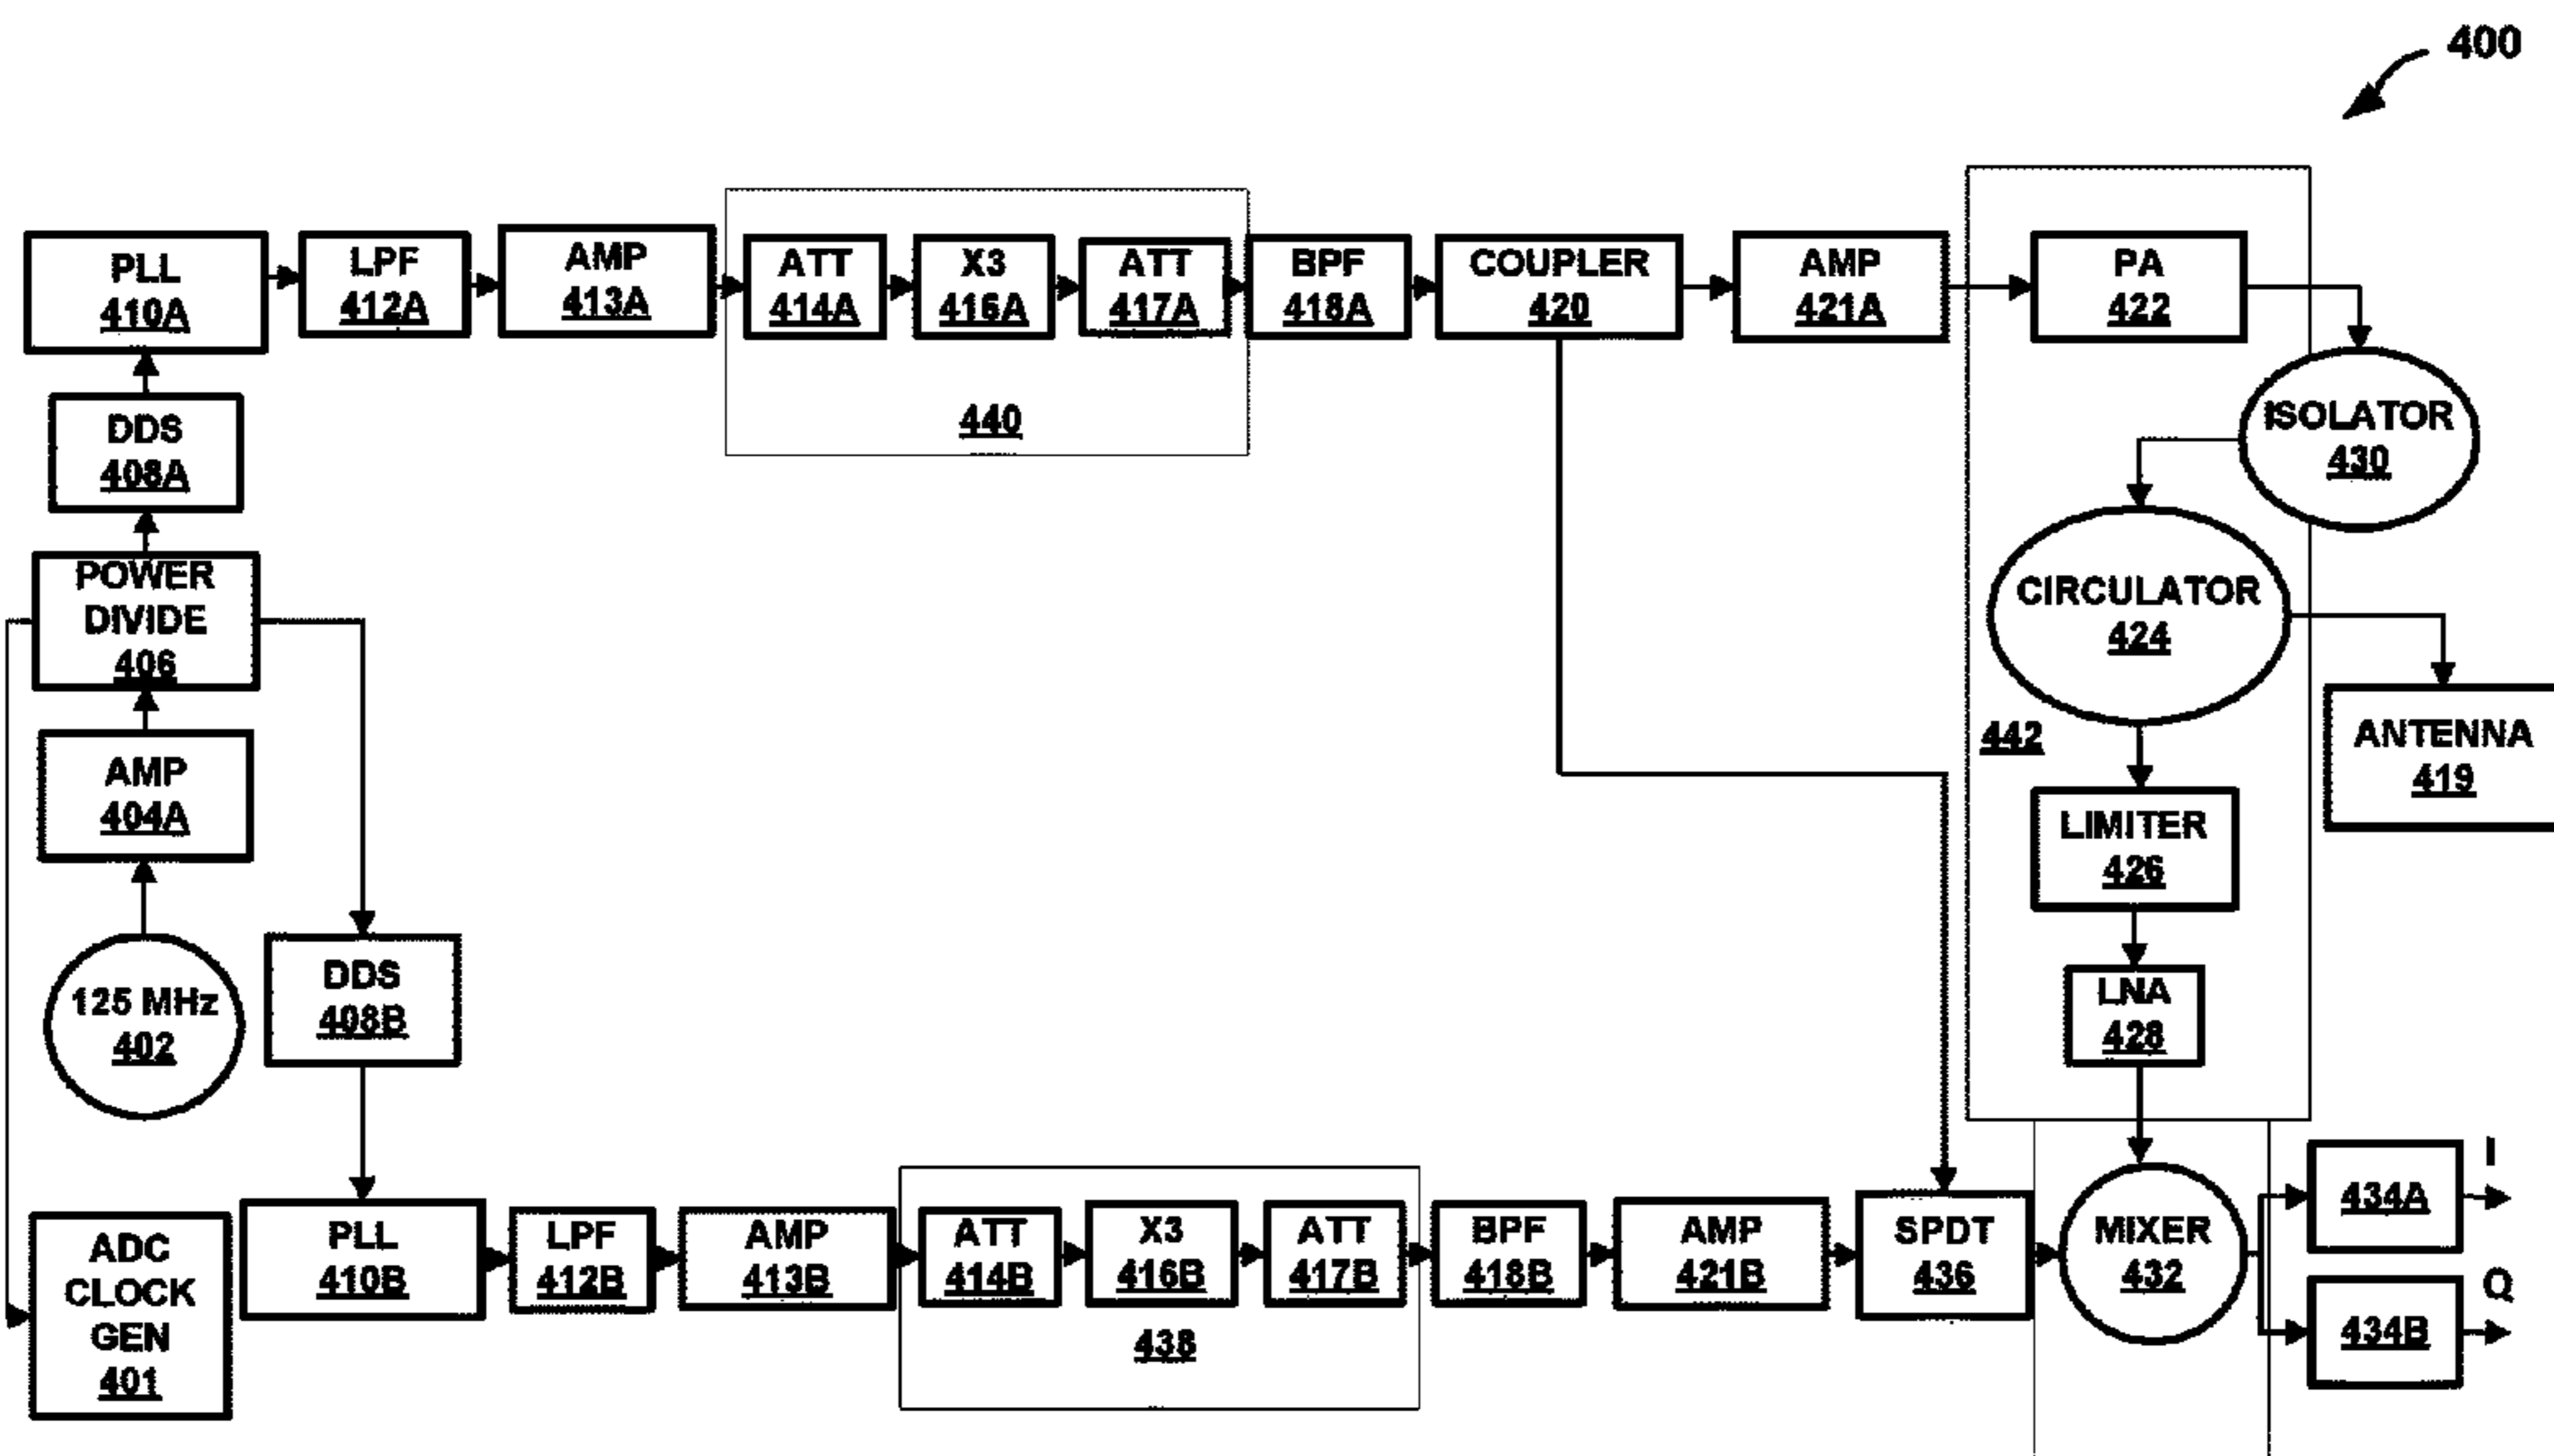 400
PLL
410A
LPF
412A
AMP
413A
ATT
414A
X3
416A
ATT
417A
BPF
418A
COUPLER
420
AMP
421A
PA
422
440
DDS
408A
ISOLATOR
430
POWER
DIVIDE
406
CIRCULATOR
424
442
ANTENNA
419
AMP
404A
LIMITER
426
125 MHz
402
DDS
408B
LNA
428
ADC
CLOCK
GEN
401
PLL
410B
LPF
412B
AMP
413B
ATT
414B
X3
416B
ATT
417B
438
BPF
418B
AMP
421B
SPDT
436
MIXER
432
434A
I
434B
Q